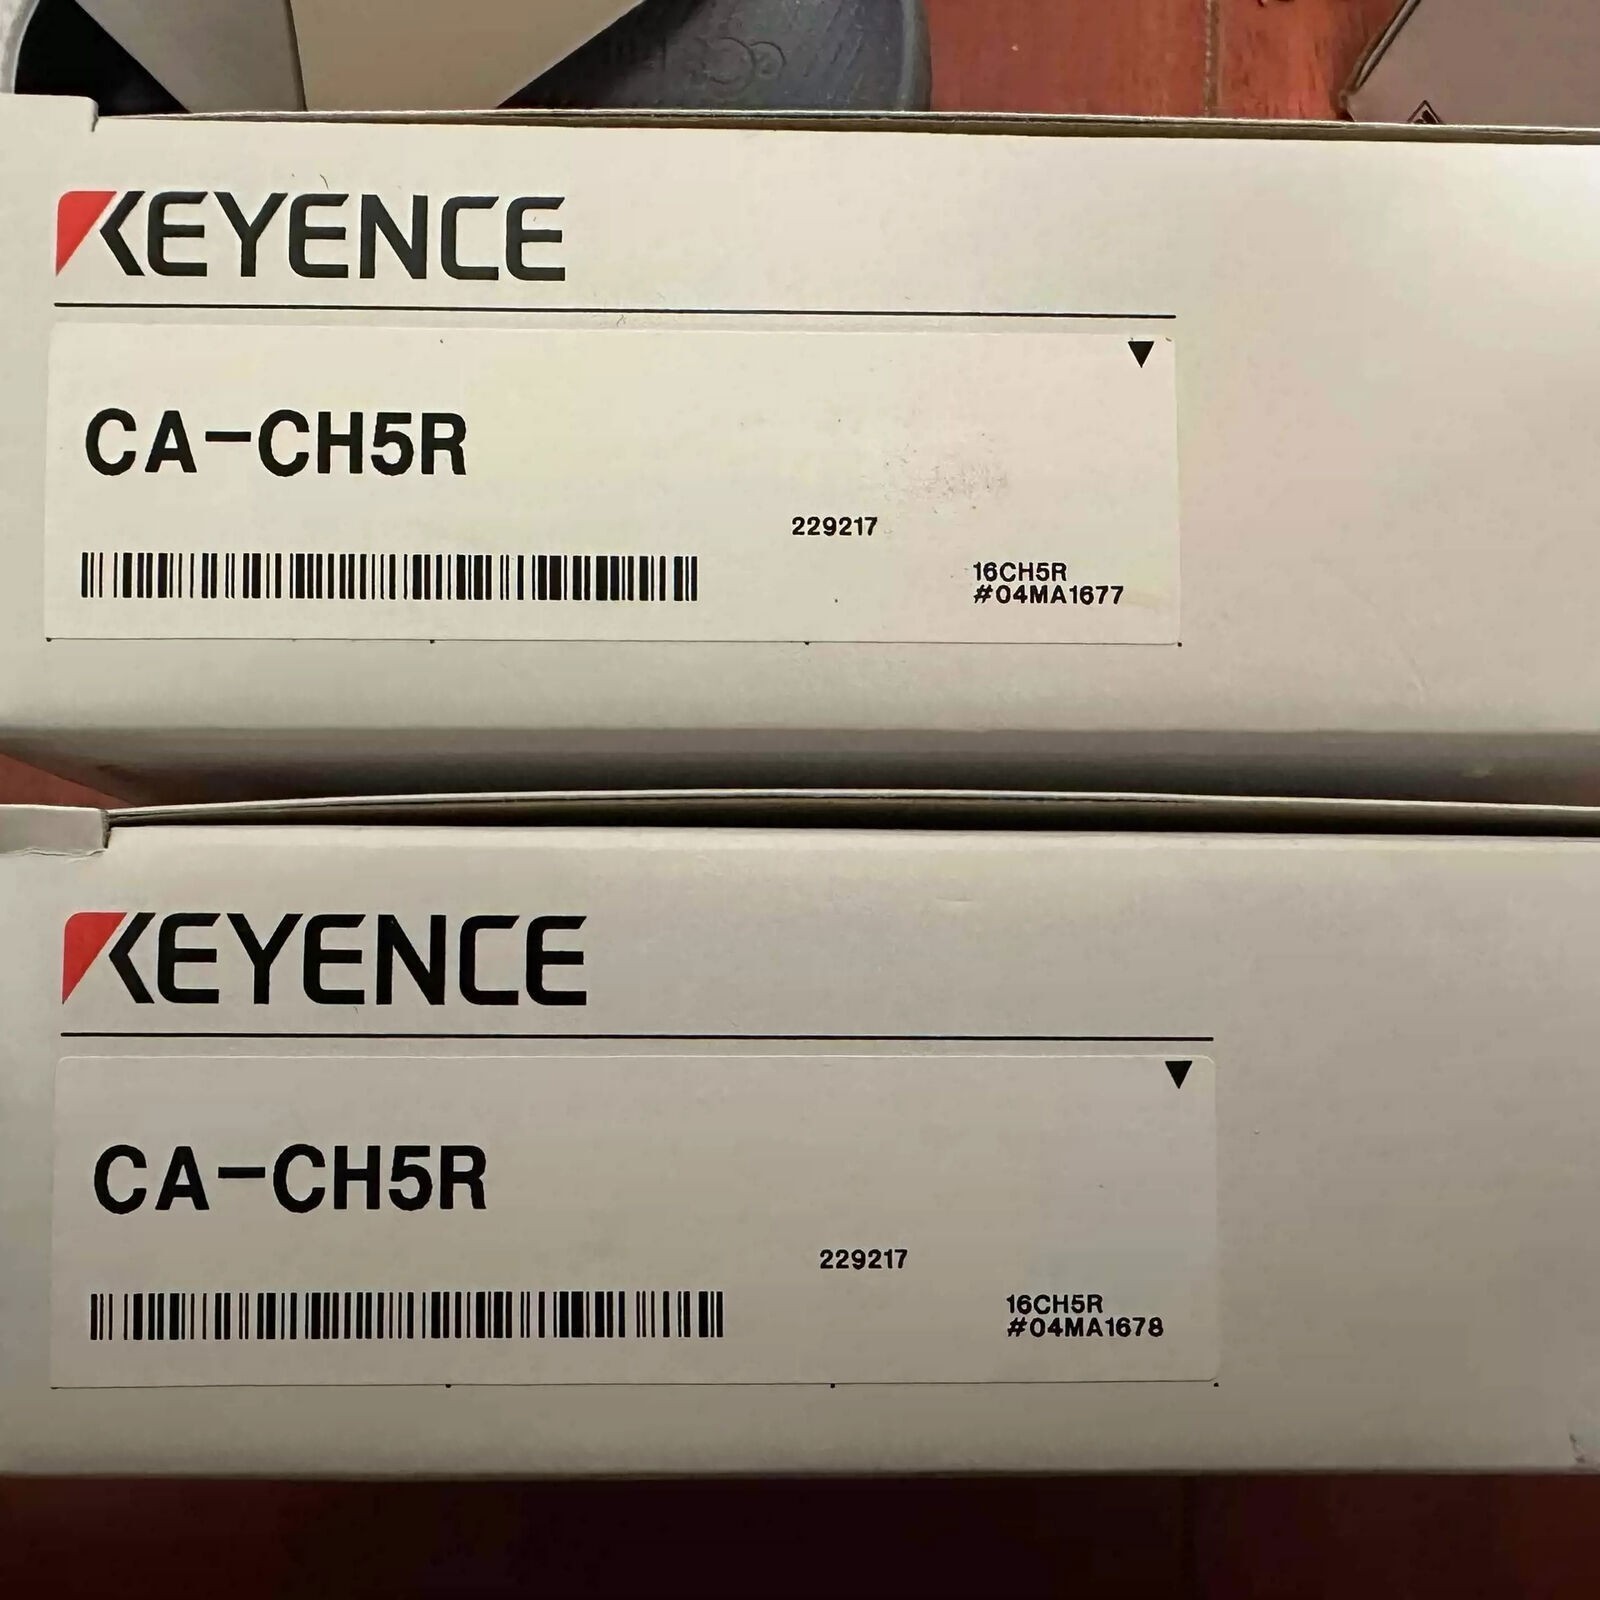 KEYENCE
CA-CH5R
229217
16CH5R
#04MA1677
KEYENCE
CA-CH5R
229217
16CH5R
#04MA1678